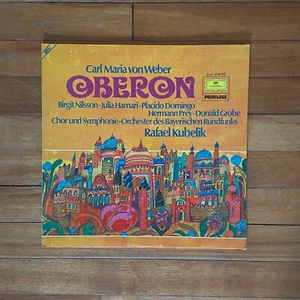 Carl Maria von Weber
OBERON
Birgit Nilsson · Julia Hamari · Placido Domingo
Hermann Prey · Donald Grobe
Chor und Symphonie-Orchester des Bayerischen Rundfunks
Rafael Kubelik
PRIVILEGE